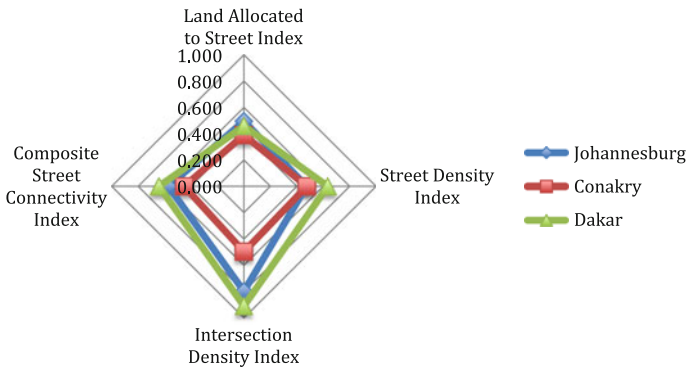 Land Allocated
to Street Index
1.000
0.800
0.600
0.400
0.200
0.000
Composite
Street
Connectivity
Index
Street Density
Index
Intersection
Density Index
Johannesburg
Conakry
Dakar